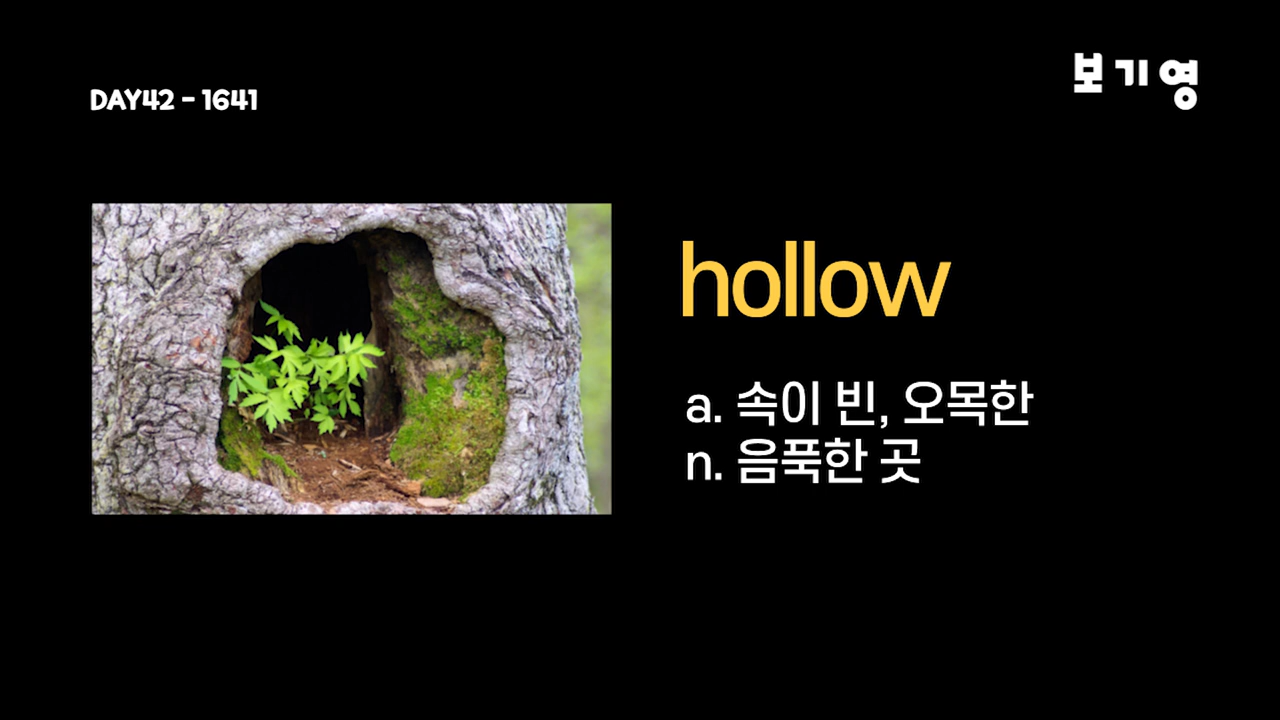 DAY42 - 1641
보기영
hollow
a. 속이 빈, 오목한
n. 음푹한 곳